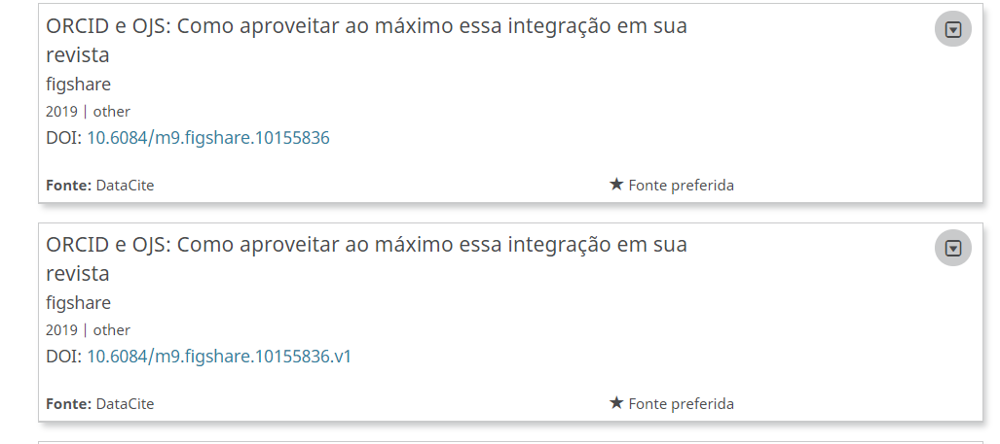 ORCID e OJS: Como aproveitar ao máximo essa integração em sua
revista
figshare
2019 | other
DOI: 10.6084/m9.figshare.10155836
Fonte: DataCite ★ Fonte preferida
ORCID e OJS: Como aproveitar ao máximo essa integração em sua
revista
figshare
2019 | other
DOI: 10.6084/m9.figshare.10155836.v1
Fonte: DataCite ★ Fonte preferida